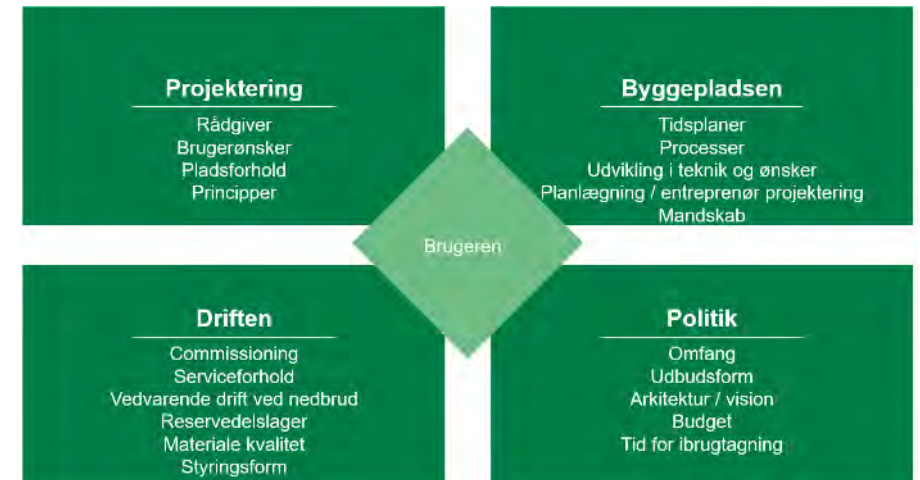 Projektering
Rådgiver
Brugerønsker
Pladsforhold
Principper
Byggepladsen
Tidsplaner
Processer
Udvikling i teknik og ønsker
Planlægning / entreprenør projektering
Mandskab
Brugeren
Driften
Commissioning
Serviceforhold
Vedvarende drift ved nedbrud
Reservedelslager
Materiale kvalitet
Styringsform
Politik
Omfang
Udbudsform
Arkitektur / vision
Budget
Tid for ibrugtagning